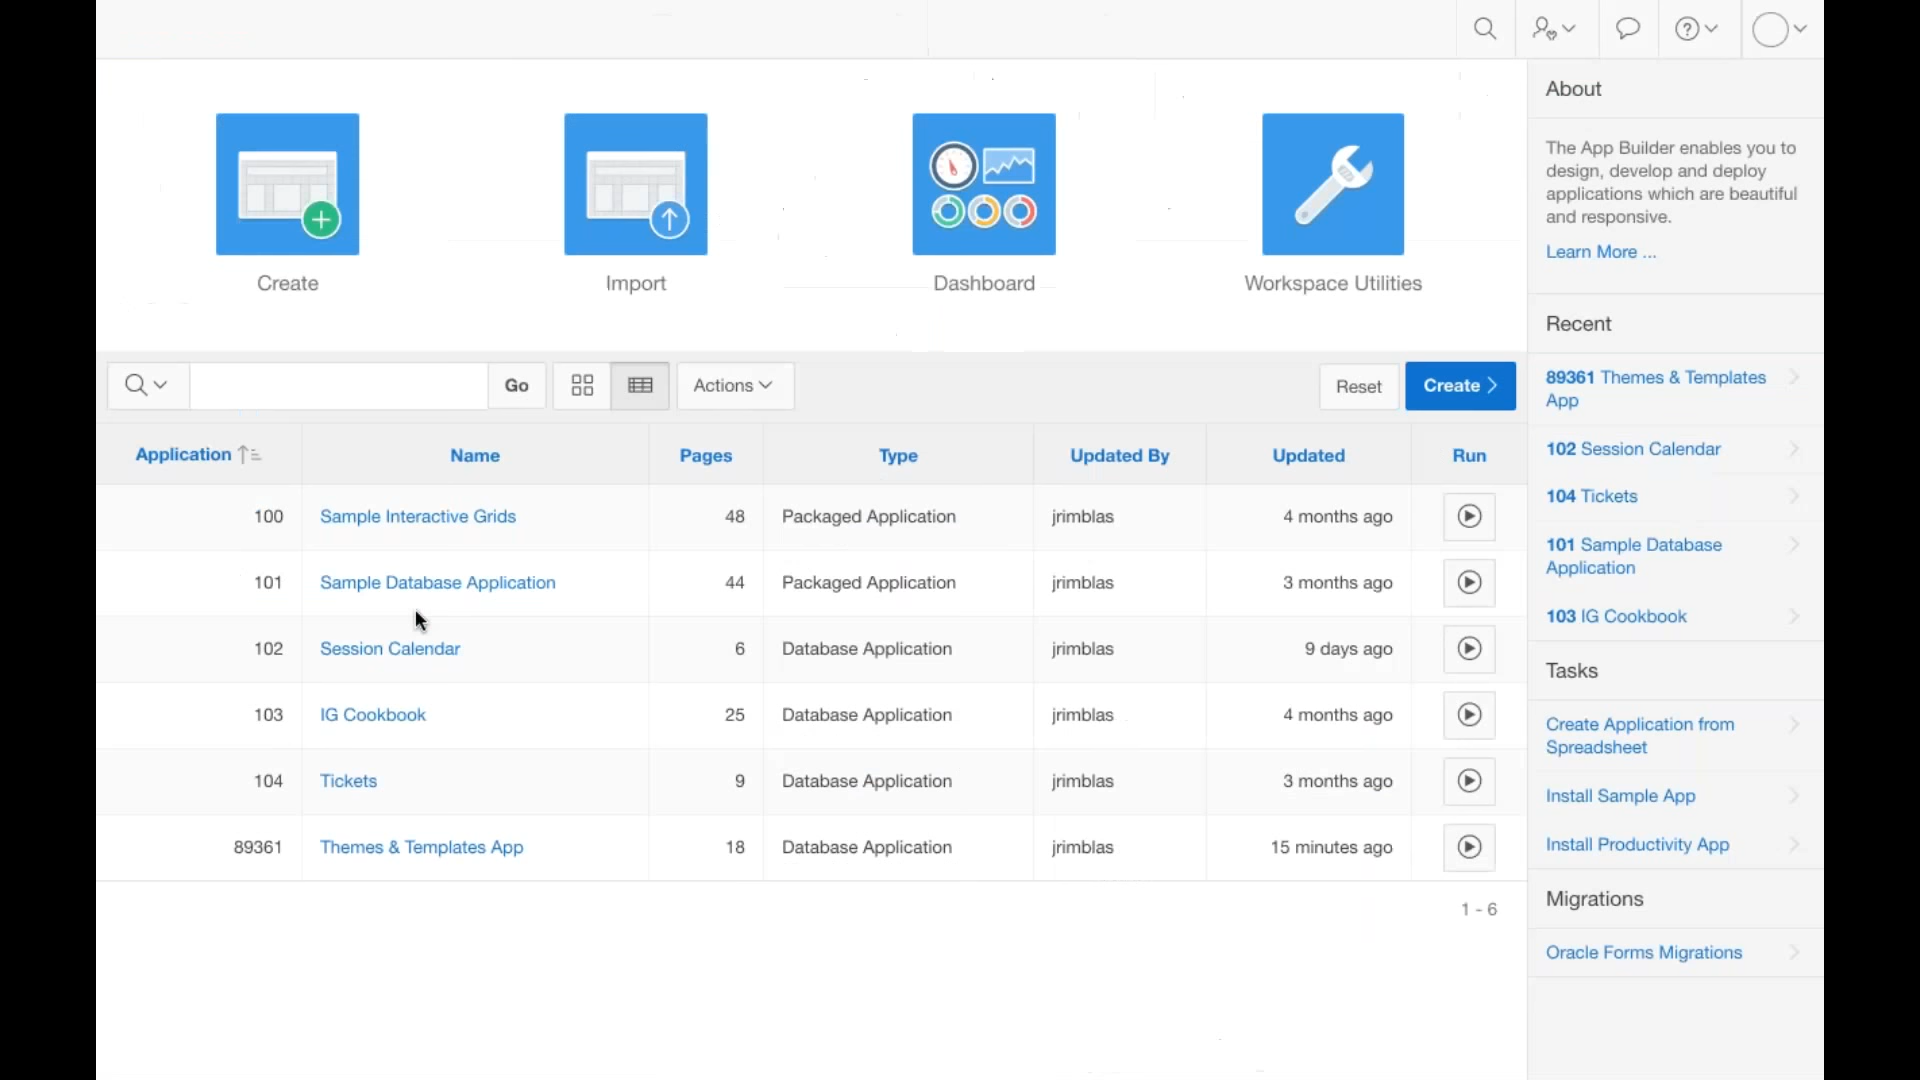 Create
Import
Dashboard
Workspace Utilities
Go
Actions
Reset
Create
Application Name Pages Type Updated By Updated Run
100 Sample Interactive Grids 48 Packaged Application jrimblas 4 months ago
101 Sample Database Application 44 Packaged Application jrimblas 3 months ago
102 Session Calendar 6 Database Application jrimblas 9 days ago
103 IG Cookbook 25 Database Application jrimblas 4 months ago
104 Tickets 9 Database Application jrimblas 3 months ago
89361 Themes & Templates App 18 Database Application jrimblas 15 minutes ago
1 - 6
About
The App Builder enables you to
design, develop and deploy
applications which are beautiful
and responsive.
Learn More ...
Recent
89361 Themes & Templates
App
102 Session Calendar
104 Tickets
101 Sample Database
Application
103 IG Cookbook
Tasks
Create Application from
Spreadsheet
Install Sample App
Install Productivity App
Migrations
Oracle Forms Migrations